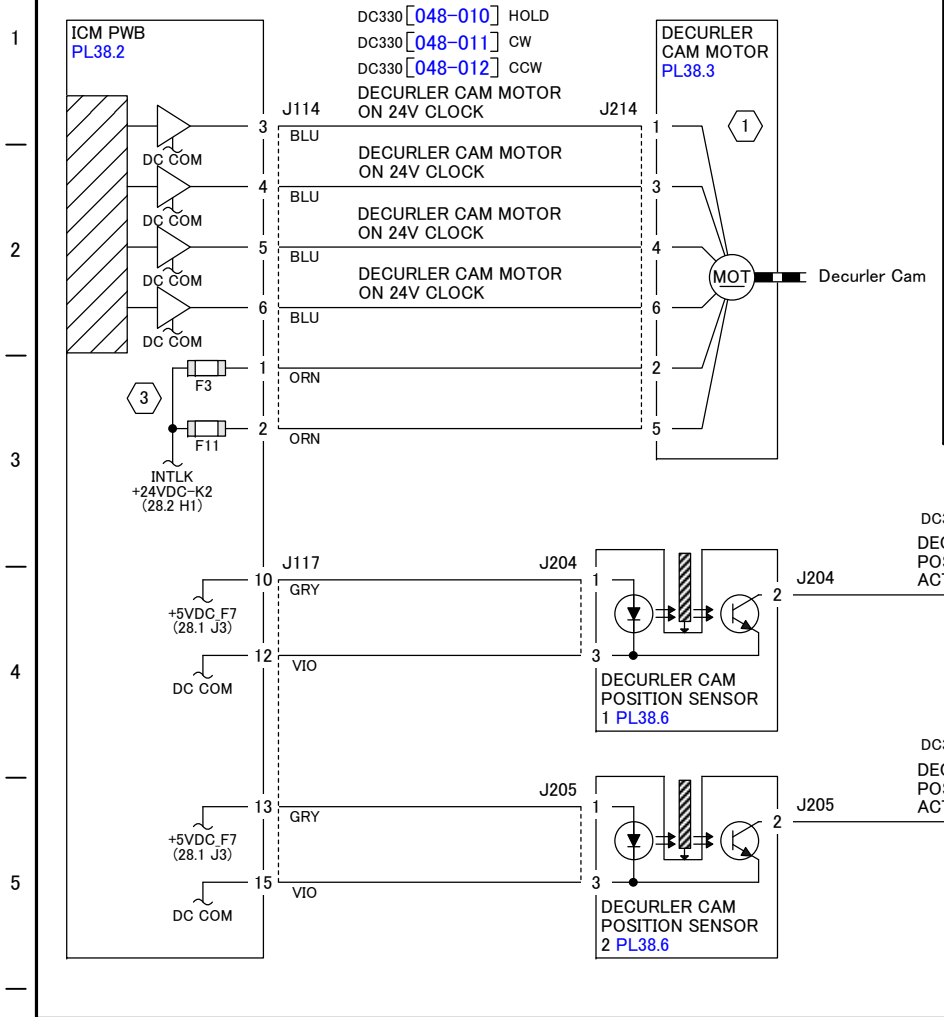 DC330 [048-010] HOLD
DC330 [048-011] CW
DC330 [048-012] CCW
1
ICM PWB
PL38.2
DECURLER
CAM MOTOR
PL38.3
DECURLER CAM MOTOR
ON 24V CLOCK
J114
J214
3
BLU
1
1
DC COM
DECURLER CAM MOTOR
ON 24V CLOCK
4
BLU
3
DC COM
DECURLER CAM MOTOR
ON 24V CLOCK
2
5
BLU
4
DC COM
MOT
Decurler Cam
DECURLER CAM MOTOR
ON 24V CLOCK
6
BLU
6
DC COM
F3
1
ORN
2
3
F11
2
ORN
5
3
INTLK
+24VDC-K2
(28.2 H1)
J117
J204
10
GRY
1
2
J204
+5VDC_F7
(28.1 J3)
12
VIO
3
4
DC COM
DECURLER CAM
POSITION SENSOR
1 PL38.6
J205
13
GRY
1
2
J205
+5VDC_F7
(28.1 J3)
5
15
VIO
3
DC COM
DECURLER CAM
POSITION SENSOR
2 PL38.6